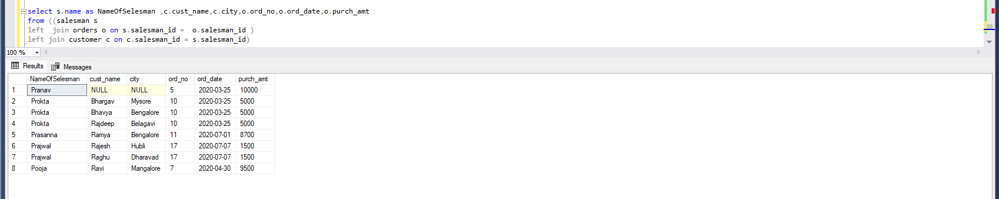 select s.name as NameOfSelesman ,c.cust_name,c.city,o.ord_no,o.ord_date,o.purch_amt
from ((salesman s
left  join orders o on s.salesman_id =  o.salesman_id )
left join customer c on c.salesman_id = s.salesman_id)
100 %
Results Messages
NameOfSelesman cust_name city ord_no ord_date purch_amt
1 Pranav NULL NULL 5 2020-03-25 10000
2 Prokta Bhargav Mysore 10 2020-03-25 5000
3 Prokta Bhavya Bengalore 10 2020-03-25 5000
4 Prokta Rajdeep Belagavi 10 2020-03-25 5000
5 Prasanna Ramya Bengalore 11 2020-07-01 8700
6 Prajwal Rajesh Hubli 17 2020-07-07 1500
7 Prajwal Raghu Dharavad 17 2020-07-07 1500
8 Pooja Ravi Mangalore 7 2020-04-30 9500